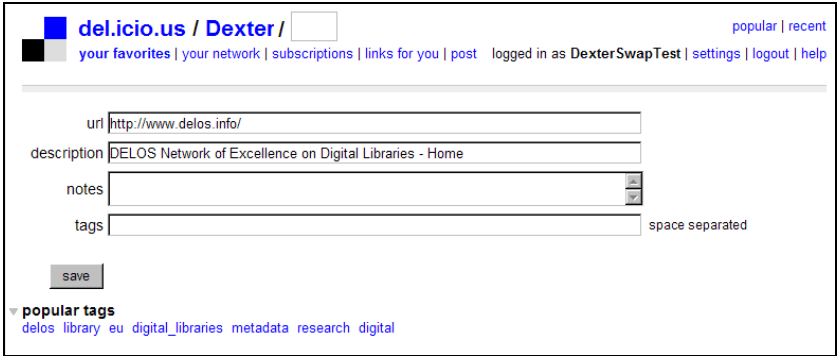 del.icio.us / Dexter /
popular | recent
your favorites | your network | subscriptions | links for you | post logged in as DexterSwapTest | settings | logout | help
url http://www.delos.info/
description DELOS Network of Excellence on Digital Libraries - Home
notes
tags space separated
save
popular tags
delos library eu digital_libraries metadata research digital